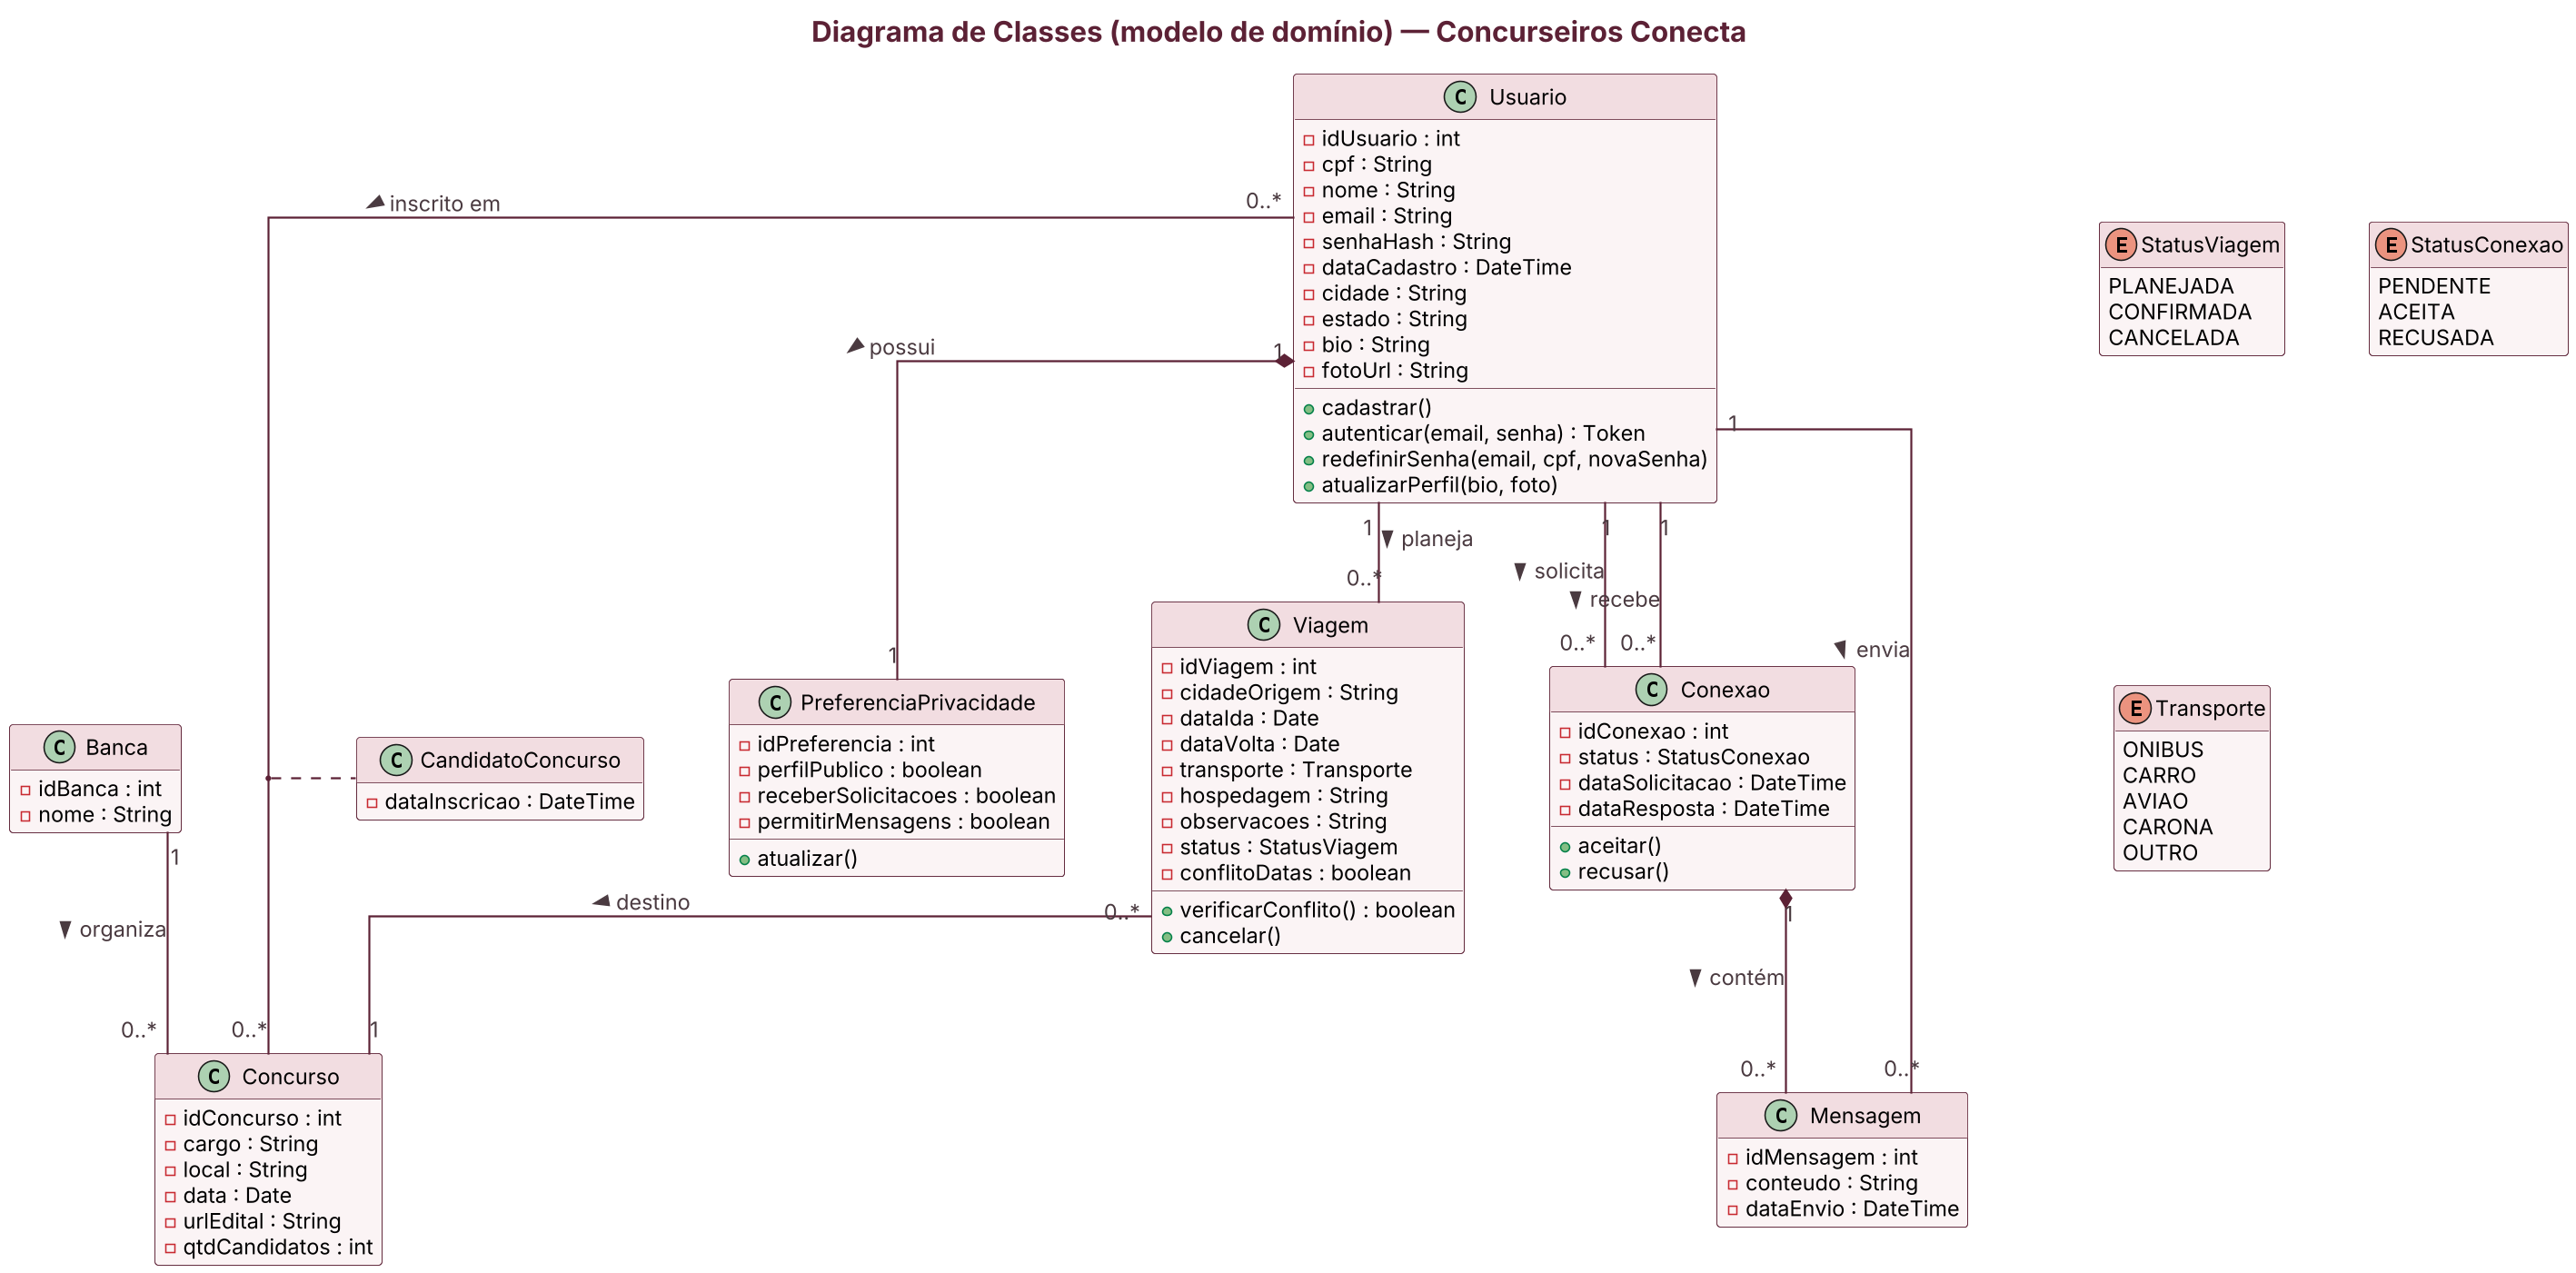 Diagrama de Classes (modelo de domínio) — Concurseiros Conecta
C Usuario
idUsuario : int
cpf : String
nome : String
email : String
senhaHash : String
dataCadastro : DateTime
cidade : String
estado : String
bio : String
fotoUrl : String
cadastrar()
autenticar(email, senha) : Token
redefinirSenha(email, cpf, novaSenha)
atualizarPerfil(bio, foto)
inscrito em
0..*
possui
1
1
E StatusViagem
PLANEJADA
CONFIRMADA
CANCELADA
E StatusConexao
PENDENTE
ACEITA
RECUSADA
1
planeja
0..*
1
1
solicita
recebe
0..*
0..*
envia
1
C Banca
idBanca : int
nome : String
C CandidatoConcurso
dataInscricao : DateTime
C PreferenciaPrivacidade
idPreferencia : int
perfilPublico : boolean
receberSolicitacoes : boolean
permitirMensagens : boolean
atualizar()
C Viagem
idViagem : int
cidadeOrigem : String
dataIda : Date
dataVolta : Date
transporte : Transporte
hospedagem : String
observacoes : String
status : StatusViagem
conflitoDatas : boolean
verificarConflito() : boolean
cancelar()
C Conexao
idConexao : int
status : StatusConexao
dataSolicitacao : DateTime
dataResposta : DateTime
aceitar()
recusar()
E Transporte
ONIBUS
CARRO
AVIAO
CARONA
OUTRO
1
organiza
0..*
0..*
destino
0..*
1
1
contém
0..*
0..*
C Concurso
idConcurso : int
cargo : String
local : String
data : Date
urlEdital : String
qtdCandidatos : int
C Mensagem
idMensagem : int
conteudo : String
dataEnvio : DateTime